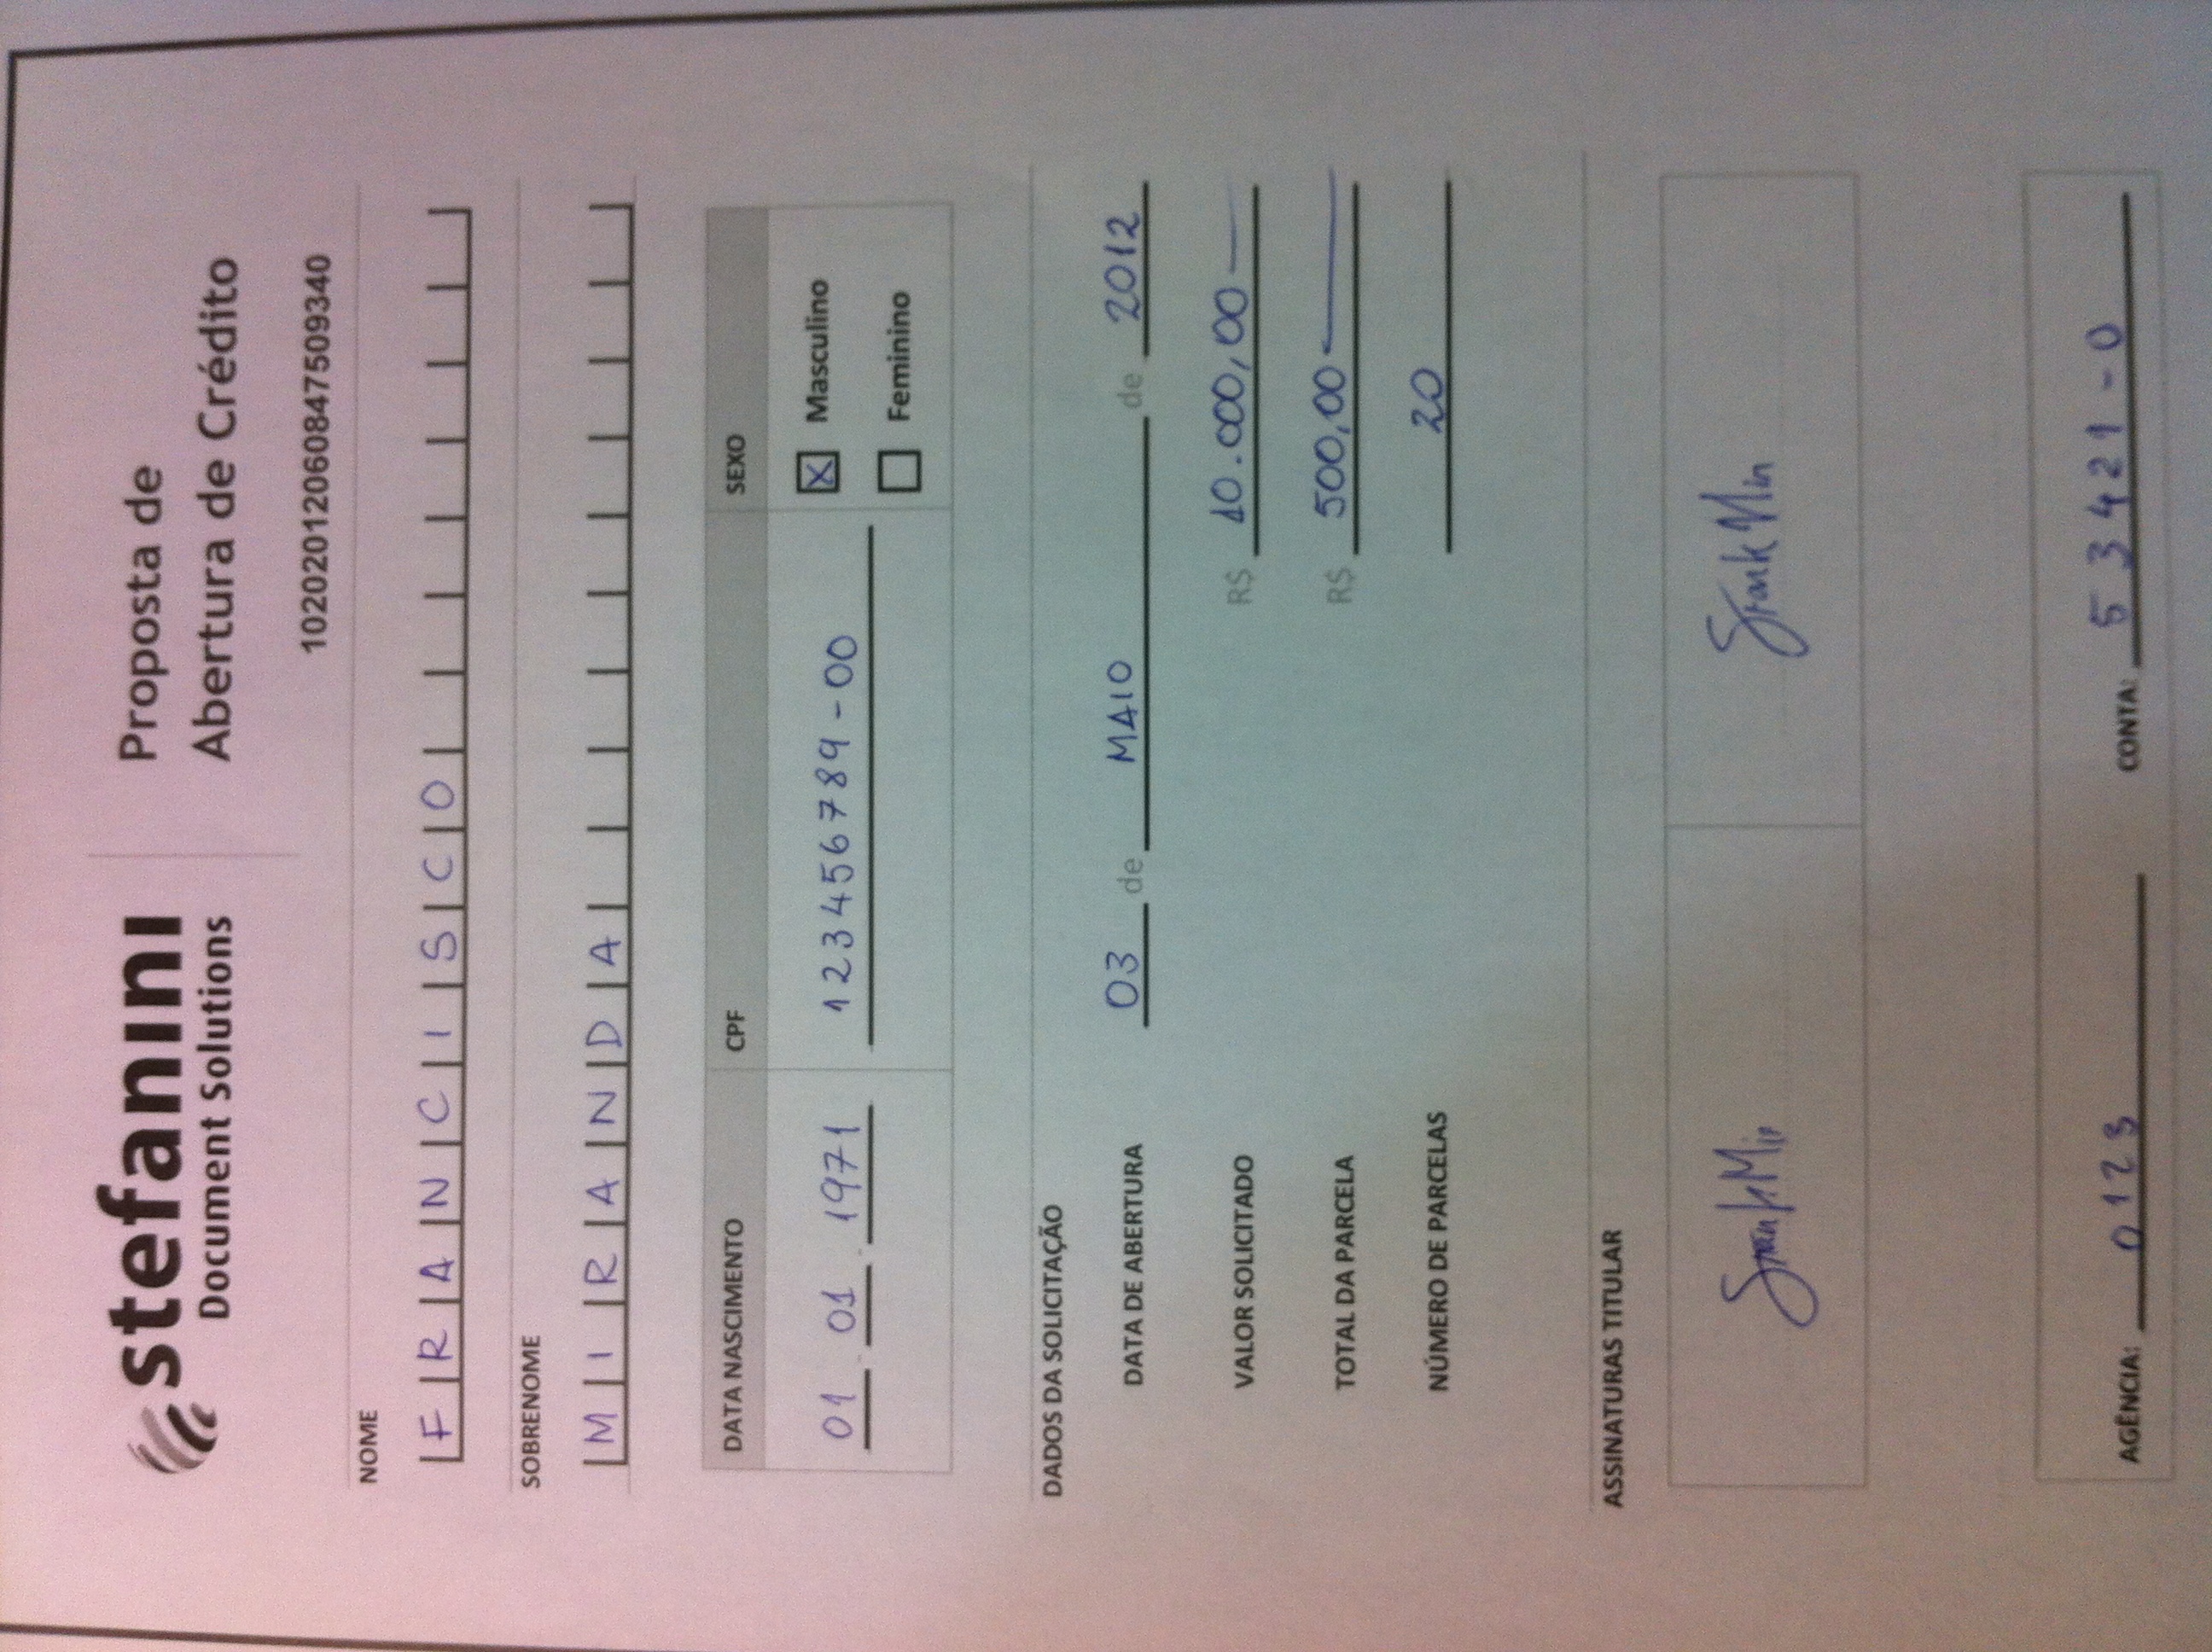 stefanini
Document Solutions
Proposta de
Abertura de Crédito
10202012060847509340
NOME
FRANCISCO
SOBRENOME
MIRANDA
DATA NASCIMENTO CPF SEXO
01 01 1971 123456789-00 X Masculino
Feminino
DADOS DA SOLICITAÇÃO
DATA DE ABERTURA 03 de MAIO de 2012
VALOR SOLICITADO R$ 10.000,00
TOTAL DA PARCELA R$ 500,00
NÚMERO DE PARCELAS 20
ASSINATURAS TITULAR
Frank Mir Frank Mir
AGÊNCIA: 0123 CONTA: 53421-0